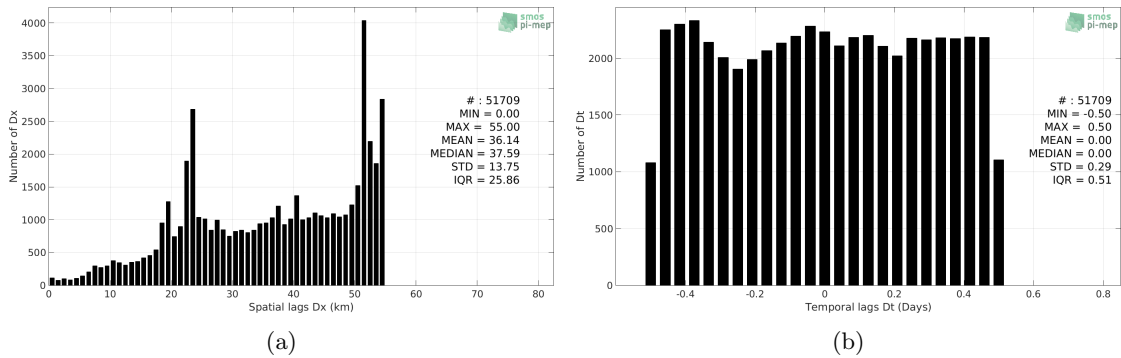 smos
pi-mep
4000
3500
3000
2500
2000
1500
1000
500
0
Number of Dx
# : 51709
MIN = 0.00
MAX = 55.00
MEAN = 36.14
MEDIAN = 37.59
STD = 13.75
IQR = 25.86
0 10 20 30 40 50 60 70 80
Spatial lags Dx (km)
(a)
smos
pi-mep
2000
1500
1000
500
0
Number of Dt
# : 51709
MIN = -0.50
MAX = 0.50
MEAN = 0.00
MEDIAN = 0.00
STD = 0.29
IQR = 0.51
-0.4 -0.2 0 0.2 0.4 0.6 0.8
Temporal lags Dt (Days)
(b)